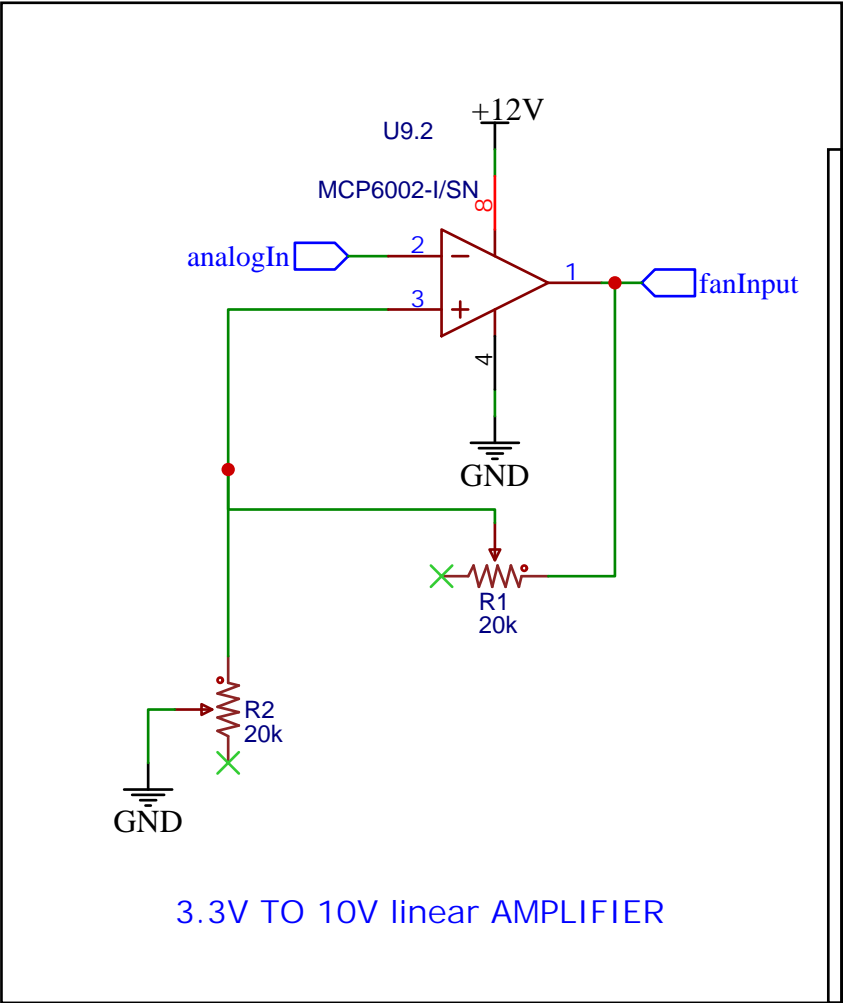 +12V
U9.2
MCP6002-I/SN
8
analogIn
2
1
fanInput
3
4
GND
R1
20k
R2
20k
GND
3.3V TO 10V linear AMPLIFIER